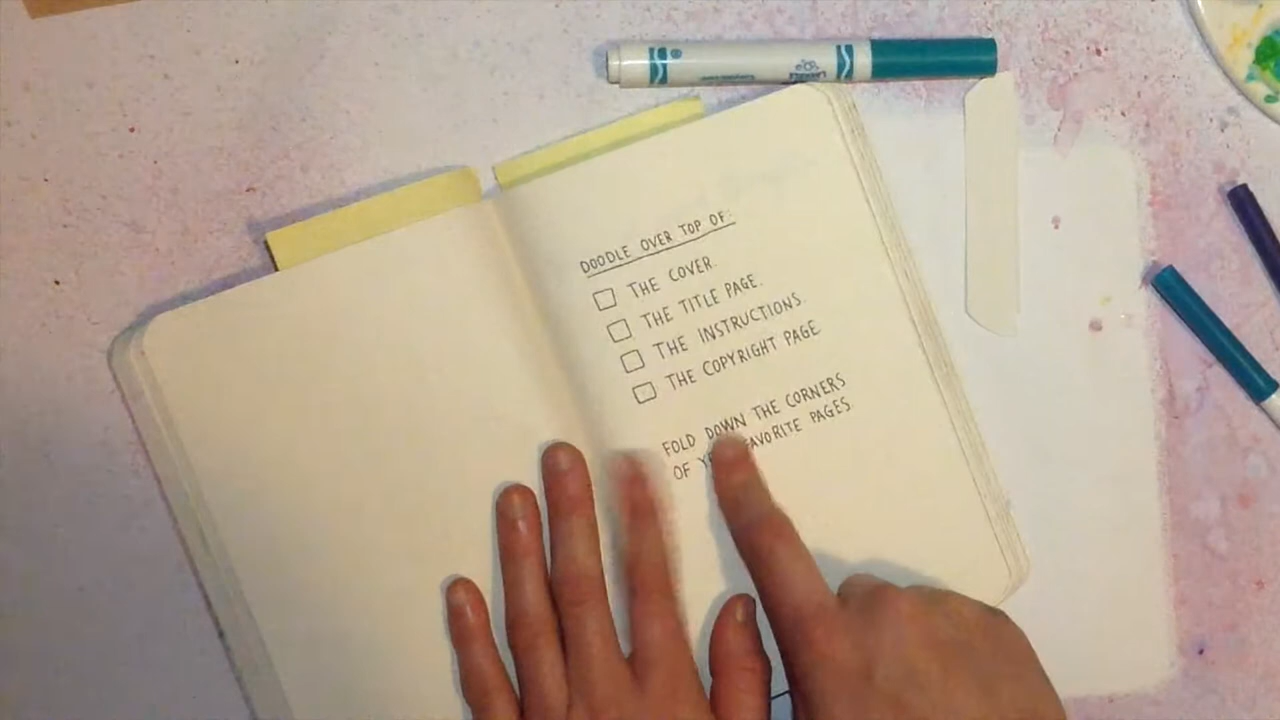 DOODLE OVER TOP OF:
THE COVER.
THE TITLE PAGE.
THE INSTRUCTIONS.
THE COPYRIGHT PAGE
FOLD DOWN THE CORNERS
OF FAVORITE PAGES.